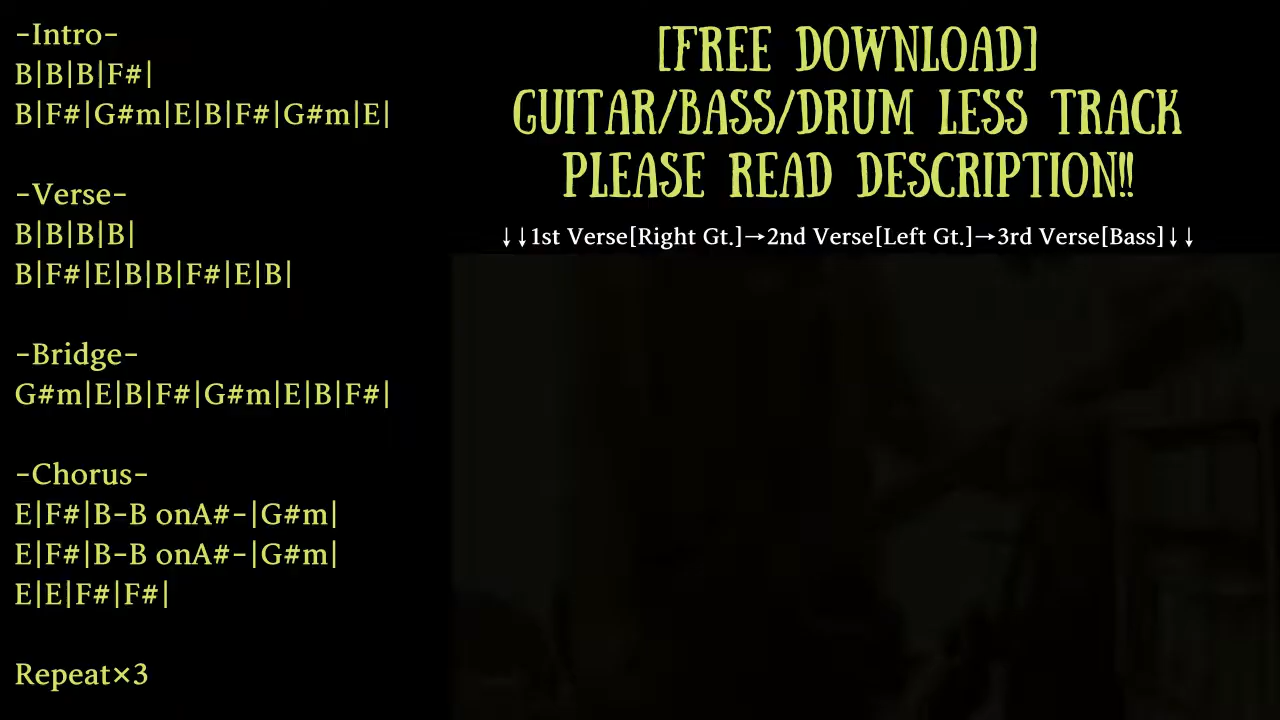 -Intro-
B|B|B|F#|
B|F#|G#m|E|B|F#|G#m|E|
-Verse-
B|B|B|B|
B|F#|E|B|B|F#|E|B|
-Bridge-
G#m|E|B|F#|G#m|E|B|F#|
-Chorus-
E|F#|B-B onA#-|G#m|
E|F#|B-B onA#-|G#m|
E|E|F#|F#|
Repeat×3
[FREE DOWNLOAD]
GUITAR/BASS/DRUM LESS TRACK
PLEASE READ DESCRIPTION!!
↓↓1st Verse[Right Gt.]→2nd Verse[Left Gt.]→3rd Verse[Bass]↓↓